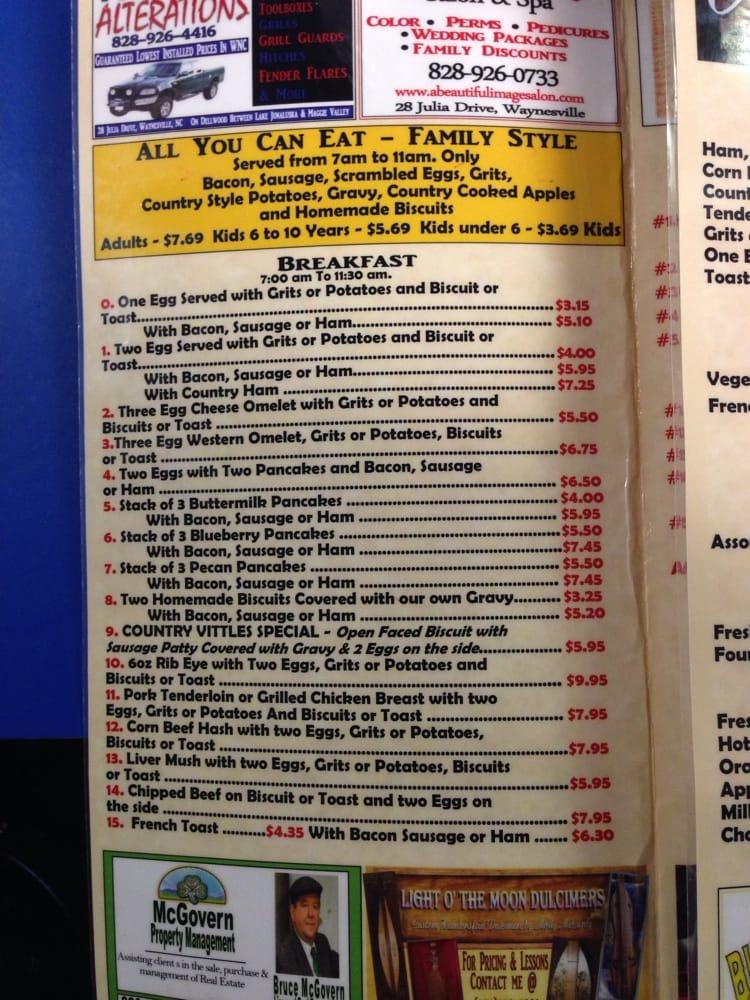 ALTERATIONS
828-926-4416
GUARANTEED LOWEST INSTALLED PRICES IN WNC
28 JULIA DRIVE, WAYNESVILLE, NC ON DELLWOOD BETWEEN LAKE JUNALUSKA & MAGGIE VALLEY
TOOLBOXES
GRILLS
GRILL GUARDS
HITCHES
FENDER FLARES
& MORE
& Spa
COLOR • PERMS • PEDICURES
• WEDDING PACKAGES
• FAMILY DISCOUNTS
828-926-0733
www.abeautifulimagesalon.com
28 Julia Drive, Waynesville
ALL YOU CAN EAT – FAMILY STYLE
Served from 7am to 11am. Only
Bacon, Sausage, Scrambled Eggs, Grits,
Country Style Potatoes, Gravy, Country Cooked Apples
and Homemade Biscuits
Adults - $7.69 Kids 6 to 10 Years - $5.69 Kids under 6 - $3.69 Kids
BREAKFAST
7:00 am To 11:30 am.
0. One Egg Served with Grits or Potatoes and Biscuit or
Toast....................$3.15
With Bacon, Sausage or Ham....................$5.10
1. Two Egg Served with Grits or Potatoes and Biscuit or
Toast....................$4.00
With Bacon, Sausage or Ham....................$5.95
With Country Ham ....................$7.25
2. Three Egg Cheese Omelet with Grits or Potatoes and
Biscuits or Toast ....................$5.50
3.Three Egg Western Omelet, Grits or Potatoes, Biscuits
or Toast ....................$6.75
4. Two Eggs with Two Pancakes and Bacon, Sausage
or Ham ....................$6.50
5. Stack of 3 Buttermilk Pancakes ....................$4.00
With Bacon, Sausage or Ham ....................$5.95
6. Stack of 3 Blueberry Pancakes ....................$5.50
With Bacon, Sausage or Ham ....................$7.45
7. Stack of 3 Pecan Pancakes ....................$5.50
With Bacon, Sausage or Ham ....................$7.45
8. Two Homemade Biscuits Covered with our own Gravy..........$3.25
With Bacon, Sausage or Ham ....................$5.20
9. COUNTRY VITTLES SPECIAL - Open Faced Biscuit with
Sausage Patty Covered with Gravy & 2 Eggs on the side....................$5.95
10. 6oz Rib Eye with Two Eggs, Grits or Potatoes and
Biscuits or Toast ....................$9.95
11. Pork Tenderloin or Grilled Chicken Breast with two
Eggs, Grits or Potatoes And Biscuits or Toast ....................$7.95
12. Corn Beef Hash with two Eggs, Grits or Potatoes,
Biscuits or Toast ....................$7.95
13. Liver Mush with two Eggs, Grits or Potatoes, Biscuits
or Toast ....................$5.95
14. Chipped Beef on Biscuit or Toast and two Eggs on
the side ....................$7.95
15. French Toast ..........$4.35 With Bacon Sausage or Ham ....... $6.30
McGovern
Property Management
Assisting clients in the sale, purchase &
management of Real Estate
Bruce McGovern
LIGHT O' THE MOON DULCIMERS
FOR PRICING & LESSONS
CONTACT ME @
Ham,
Corn
Count
Tende
Grits
One E
Toast
Vege
Fren
Asso
Fres
Four
Fres
Hot
Ora
App
Mill
Cho